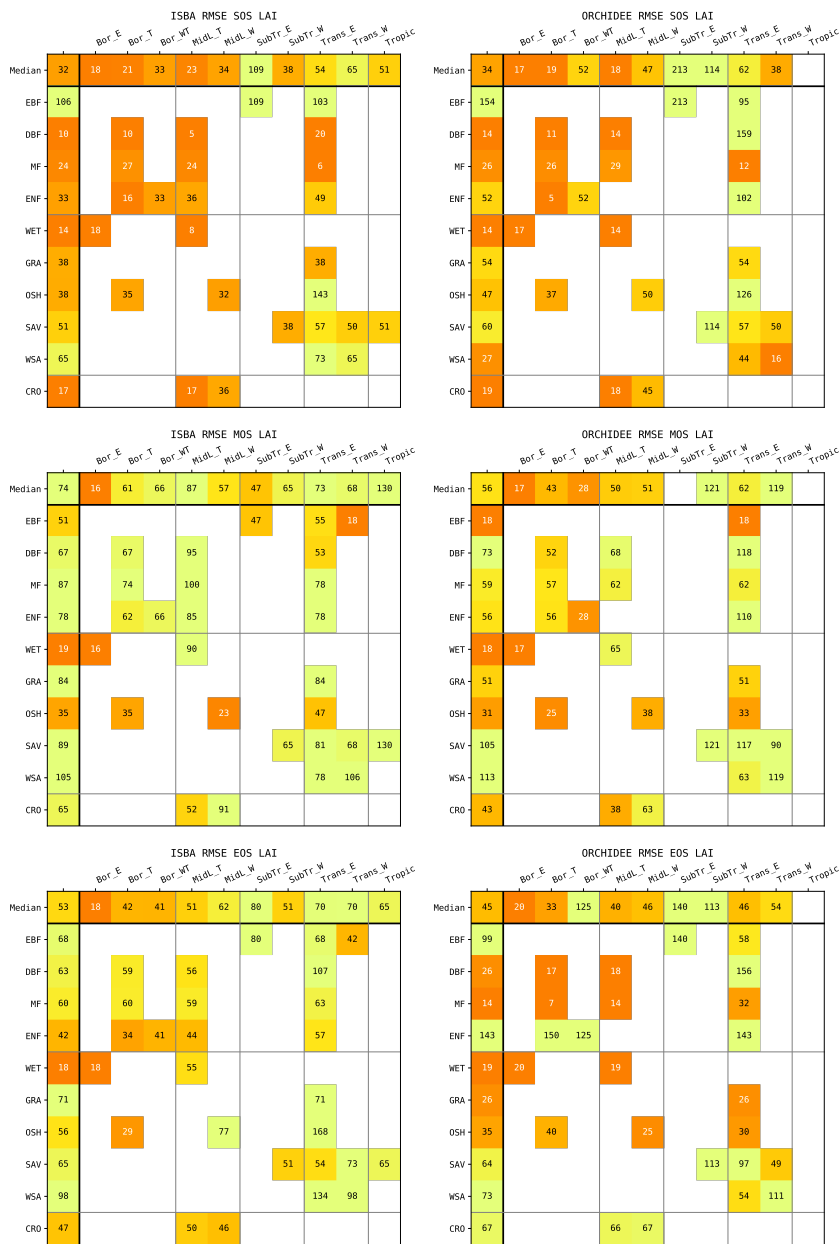 ISBA RMSE SOS LAI
Bor_E Bor_T Bor_WT MidL_T MidL_W SubTr_E SubTr_W Trans_E Trans_W Tropic
Median 32 18 21 33 23 34 109 38 54 65 51
EBF 106 109 103
DBF 10 10 5 20
MF 24 27 24 6
ENF 33 16 33 36 49
WET 14 18 8
GRA 38 38
OSH 38 35 32 143
SAV 51 38 57 50 51
WSA 65 73 65
CRO 17 17 36
ORCHIDEE RMSE SOS LAI
Bor_E Bor_T Bor_WT MidL_T MidL_W SubTr_E SubTr_W Trans_E Trans_W Tropic
Median 34 17 19 52 18 47 213 114 62 38
EBF 154 213 95
DBF 14 11 14 159
MF 26 26 29 12
ENF 52 5 52 102
WET 14 17 14
GRA 54 54
OSH 47 37 50 126
SAV 60 114 57 50
WSA 27 44 16
CRO 19 18 45
ISBA RMSE MOS LAI
Bor_E Bor_T Bor_WT MidL_T MidL_W SubTr_E SubTr_W Trans_E Trans_W Tropic
Median 74 16 61 66 87 57 47 65 73 68 130
EBF 51 47 55 18
DBF 67 67 95 53
MF 87 74 100 78
ENF 78 62 66 85 78
WET 19 16 90
GRA 84 84
OSH 35 35 23 47
SAV 89 65 81 68 130
WSA 105 78 106
CRO 65 52 91
ORCHIDEE RMSE MOS LAI
Bor_E Bor_T Bor_WT MidL_T MidL_W SubTr_E SubTr_W Trans_E Trans_W Tropic
Median 56 17 43 28 50 51 121 62 119
EBF 18 18
DBF 73 52 68 118
MF 59 57 62 62
ENF 56 56 28 110
WET 18 17 65
GRA 51 51
OSH 31 25 38 33
SAV 105 121 117 90
WSA 113 63 119
CRO 43 38 63
ISBA RMSE EOS LAI
Bor_E Bor_T Bor_WT MidL_T MidL_W SubTr_E SubTr_W Trans_E Trans_W Tropic
Median 53 18 42 41 51 62 80 51 70 70 65
EBF 68 80 68 42
DBF 63 59 56 107
MF 60 60 59 63
ENF 42 34 41 44 57
WET 18 18 55
GRA 71 71
OSH 56 29 77 168
SAV 65 51 54 73 65
WSA 98 134 98
CRO 47 50 46
ORCHIDEE RMSE EOS LAI
Bor_E Bor_T Bor_WT MidL_T MidL_W SubTr_E SubTr_W Trans_E Trans_W Tropic
Median 45 20 33 125 40 46 140 113 46 54
EBF 99 140 58
DBF 26 17 18 156
MF 14 7 14 32
ENF 143 150 125 143
WET 19 20 19
GRA 26 26
OSH 35 40 25 30
SAV 64 113 97 49
WSA 73 54 111
CRO 67 66 67